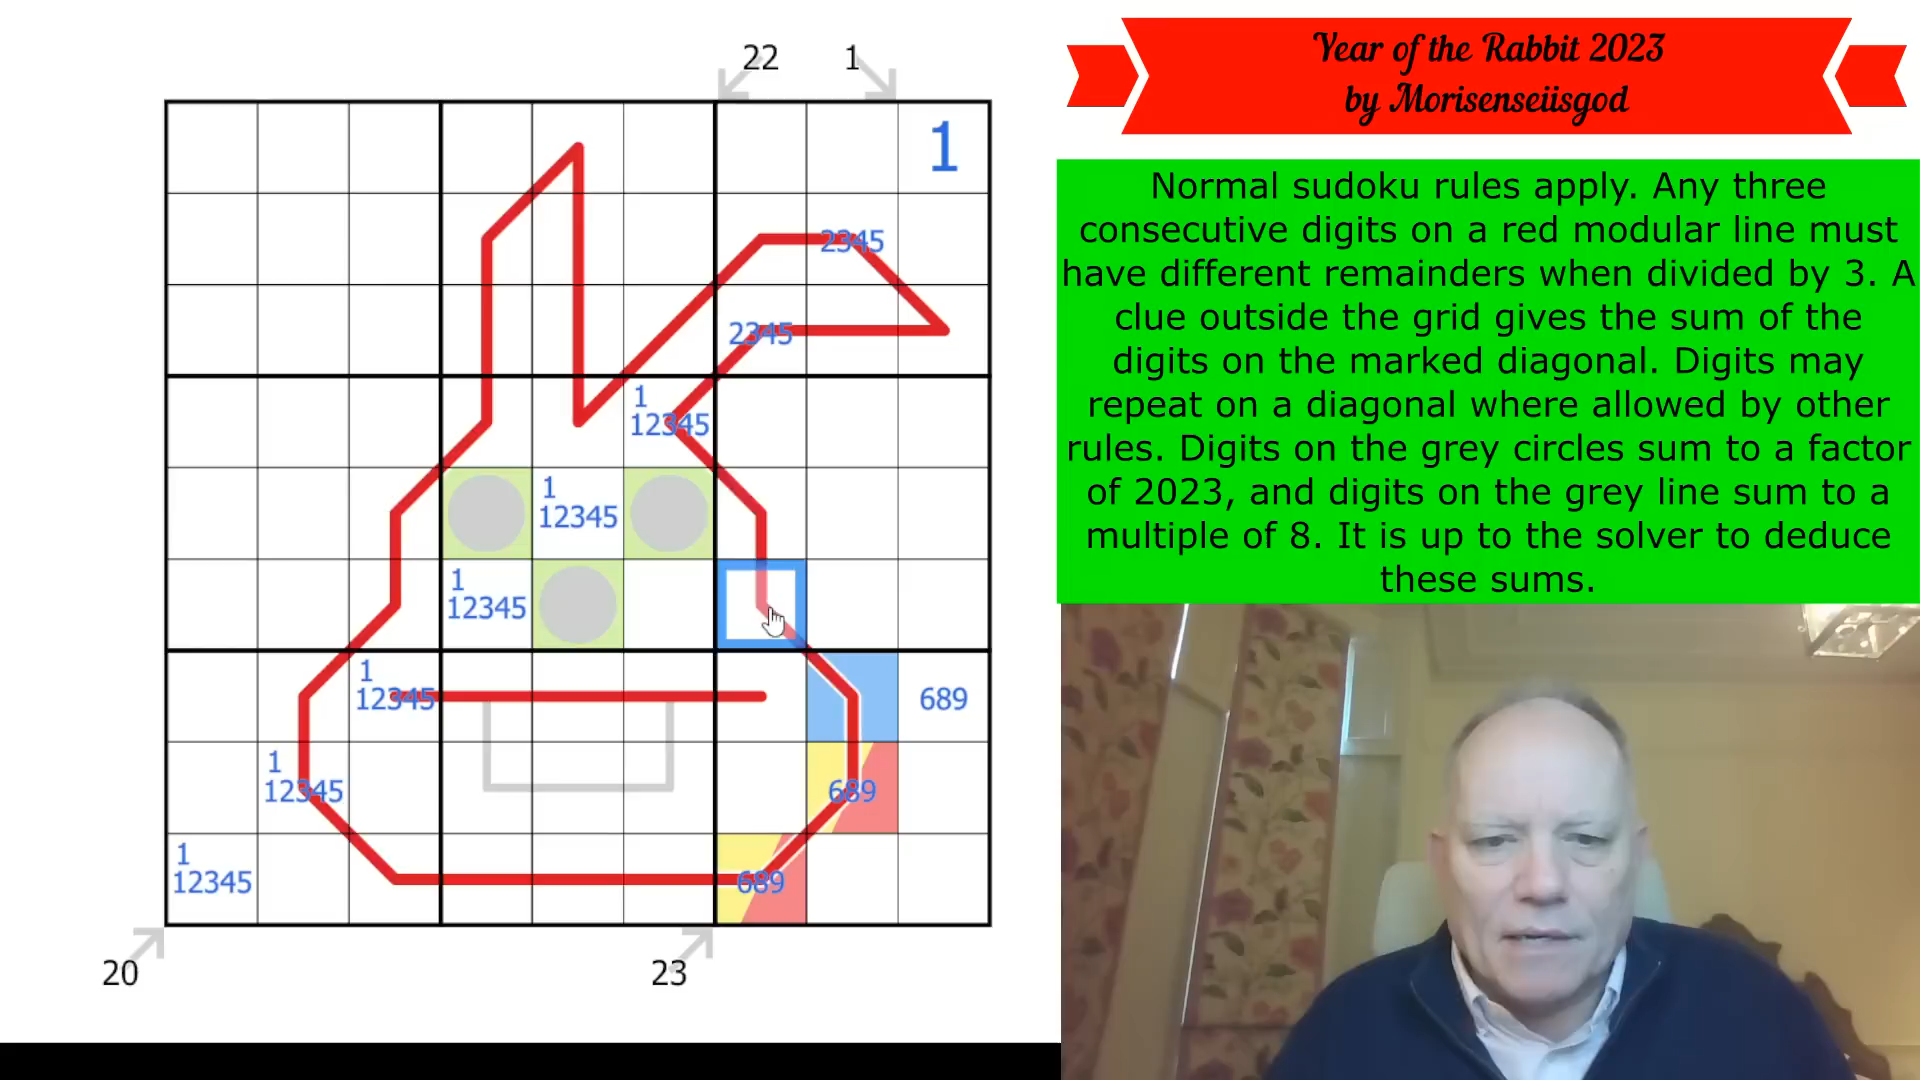 22 1
Year of the Rabbit 2023
by Morisenseiisgod
1
Normal sudoku rules apply. Any three
consecutive digits on a red modular line must
have different remainders when divided by 3. A
clue outside the grid gives the sum of the
digits on the marked diagonal. Digits may
repeat on a diagonal where allowed by other
rules. Digits on the grey circles sum to a factor
of 2023, and digits on the grey line sum to a
multiple of 8. It is up to the solver to deduce
these sums.
2345
2345
1
12345
1
12345
1
12345
1
12345
689
1
12345
689
1
12345
689
20
23